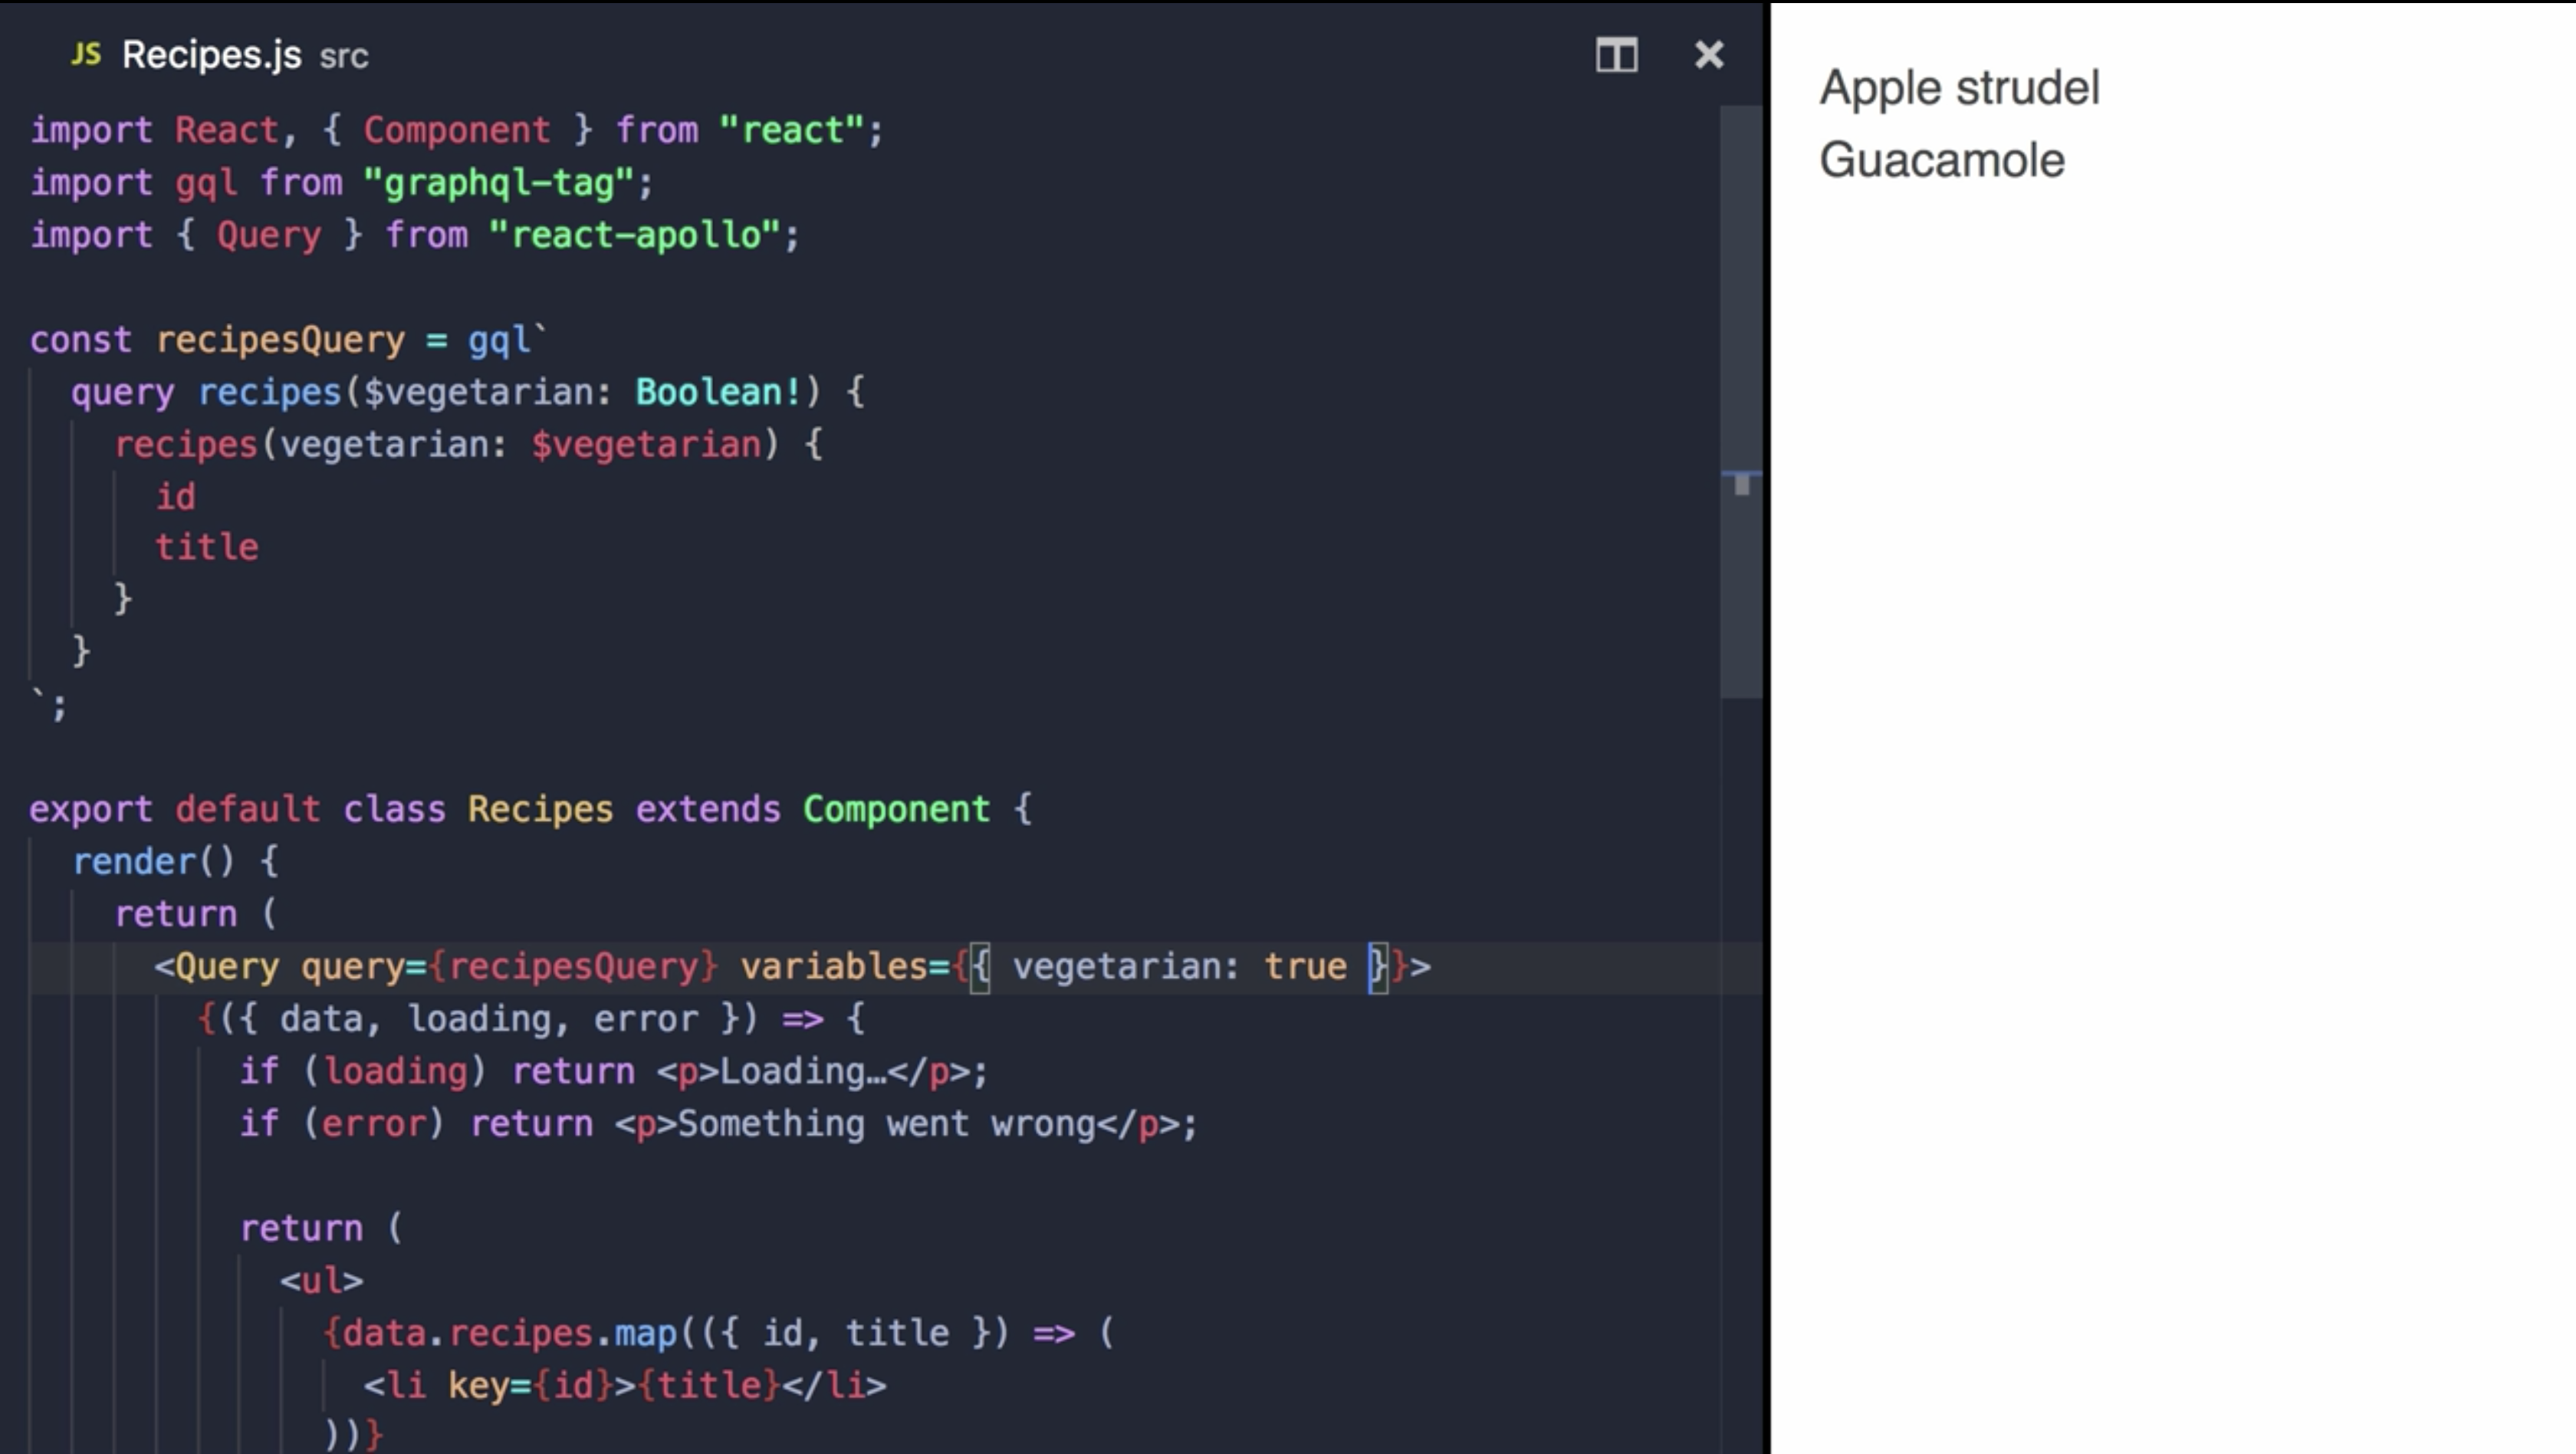 JS Recipes.js src
import React, { Component } from "react";
import gql from "graphql-tag";
import { Query } from "react-apollo";
const recipesQuery = gql`
query recipes($vegetarian: Boolean!) {
recipes(vegetarian: $vegetarian) {
id
title
}
}
`;
export default class Recipes extends Component {
render() {
return (
<Query query={recipesQuery} variables={{ vegetarian: true }}>
{({ data, loading, error }) => {
if (loading) return <p>Loading…</p>;
if (error) return <p>Something went wrong</p>;
return (
<ul>
{data.recipes.map(({ id, title }) => (
<li key={id}>{title}</li>
))}
Apple strudel
Guacamole